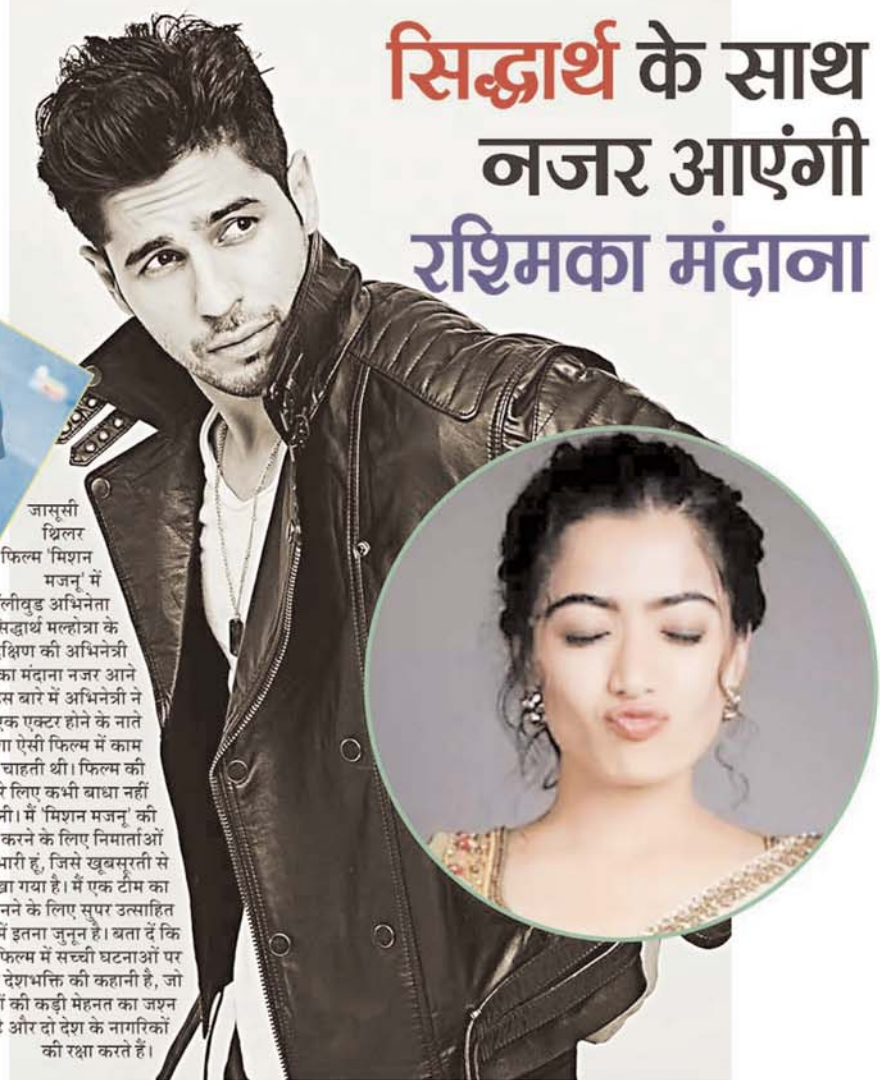 सिद्धार्थ के साथ
नजर आएंगी
रश्मिका मंदाना
जासूसी
थ्रिलर
फिल्म 'मिशन
मजनू' में
अभिनेता
मल्होत्रा के
की अभिनेत्री
मंदाना नजर आने
बारे में अभिनेत्री ने
एक एक्टर होने के नाते
ऐसी फिल्म में काम
चाहती थी। फिल्म की
लिए कभी बाधा नहीं
मैं 'मिशन मजनू' की
करने के लिए निमार्ताओं
हूं, जिसे खूबसूरती से
गया है। मैं एक टीम का
के लिए सुपर उत्साहित
में इतना जुनून है। बता दें कि
फिल्म में सच्ची घटनाओं पर
देशभक्ति की कहानी है, जो
की कड़ी मेहनत का जश्न
और दो देश के नागरिकों
की रक्षा करते हैं।